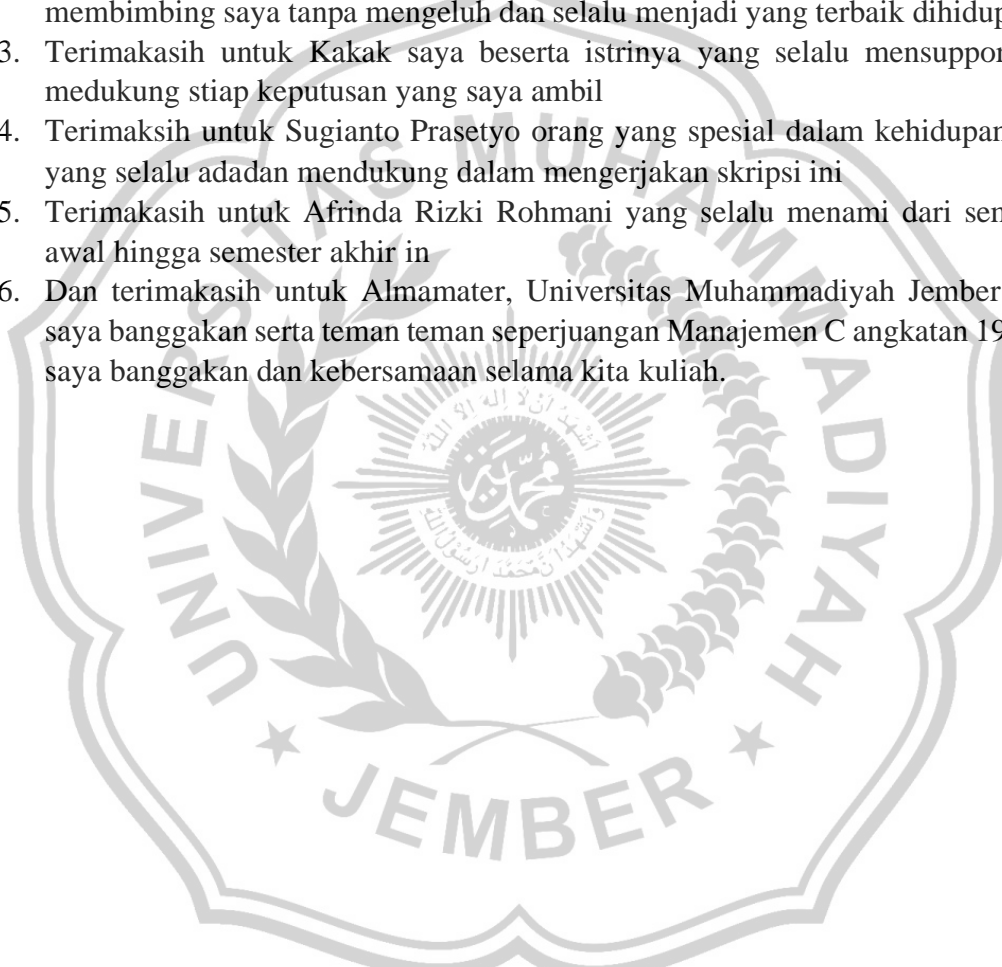 membimbing saya tanpa mengeluh dan selalu menjadi yang terbaik dihidup
3. Terimakasih untuk Kakak saya beserta istrinya yang selalu mensuppor
medukung stiap keputusan yang saya ambil
4. Terimaksih untuk Sugianto Prasetyo orang yang spesial dalam kehidupan
yang selalu adadan mendukung dalam mengerjakan skripsi ini
5. Terimakasih untuk Afrinda Rizki Rohmani yang selalu menami dari sem
awal hingga semester akhir in
6. Dan terimakasih untuk Almamater, Universitas Muhammadiyah Jember
saya banggakan serta teman teman seperjuangan Manajemen C angkatan 19
saya banggakan dan kebersamaan selama kita kuliah.
UNIVERSITAS MUHAMMADIYAH
JEMBER